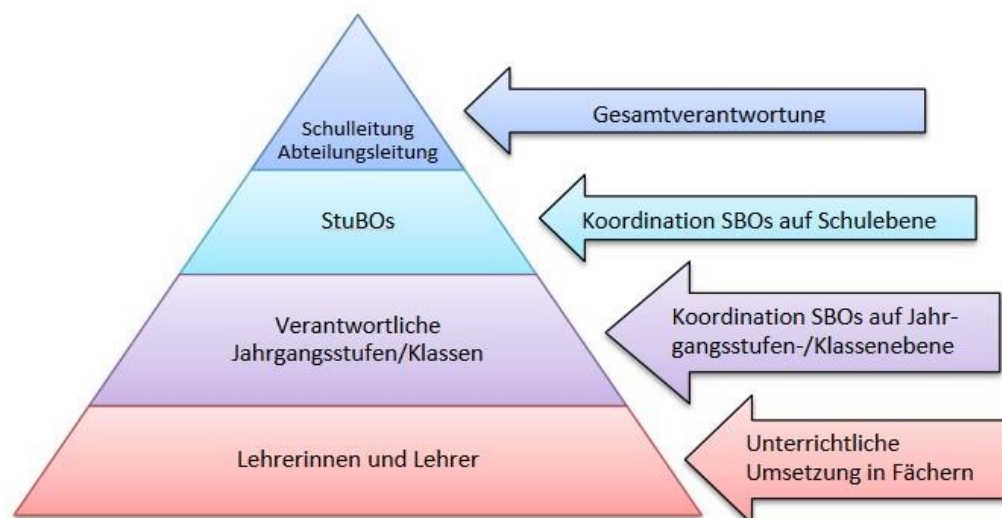 Schulleitung
Abteilungsleitung
Gesamtverantwortung
StuBOs
Koordination SBOs auf Schulebene
Verantwortliche
Jahrgangsstufen/Klassen
Koordination SBOs auf Jahr-
gangsstufen-/Klassenebene
Lehrerinnen und Lehrer
Unterrichtliche
Umsetzung in Fächern